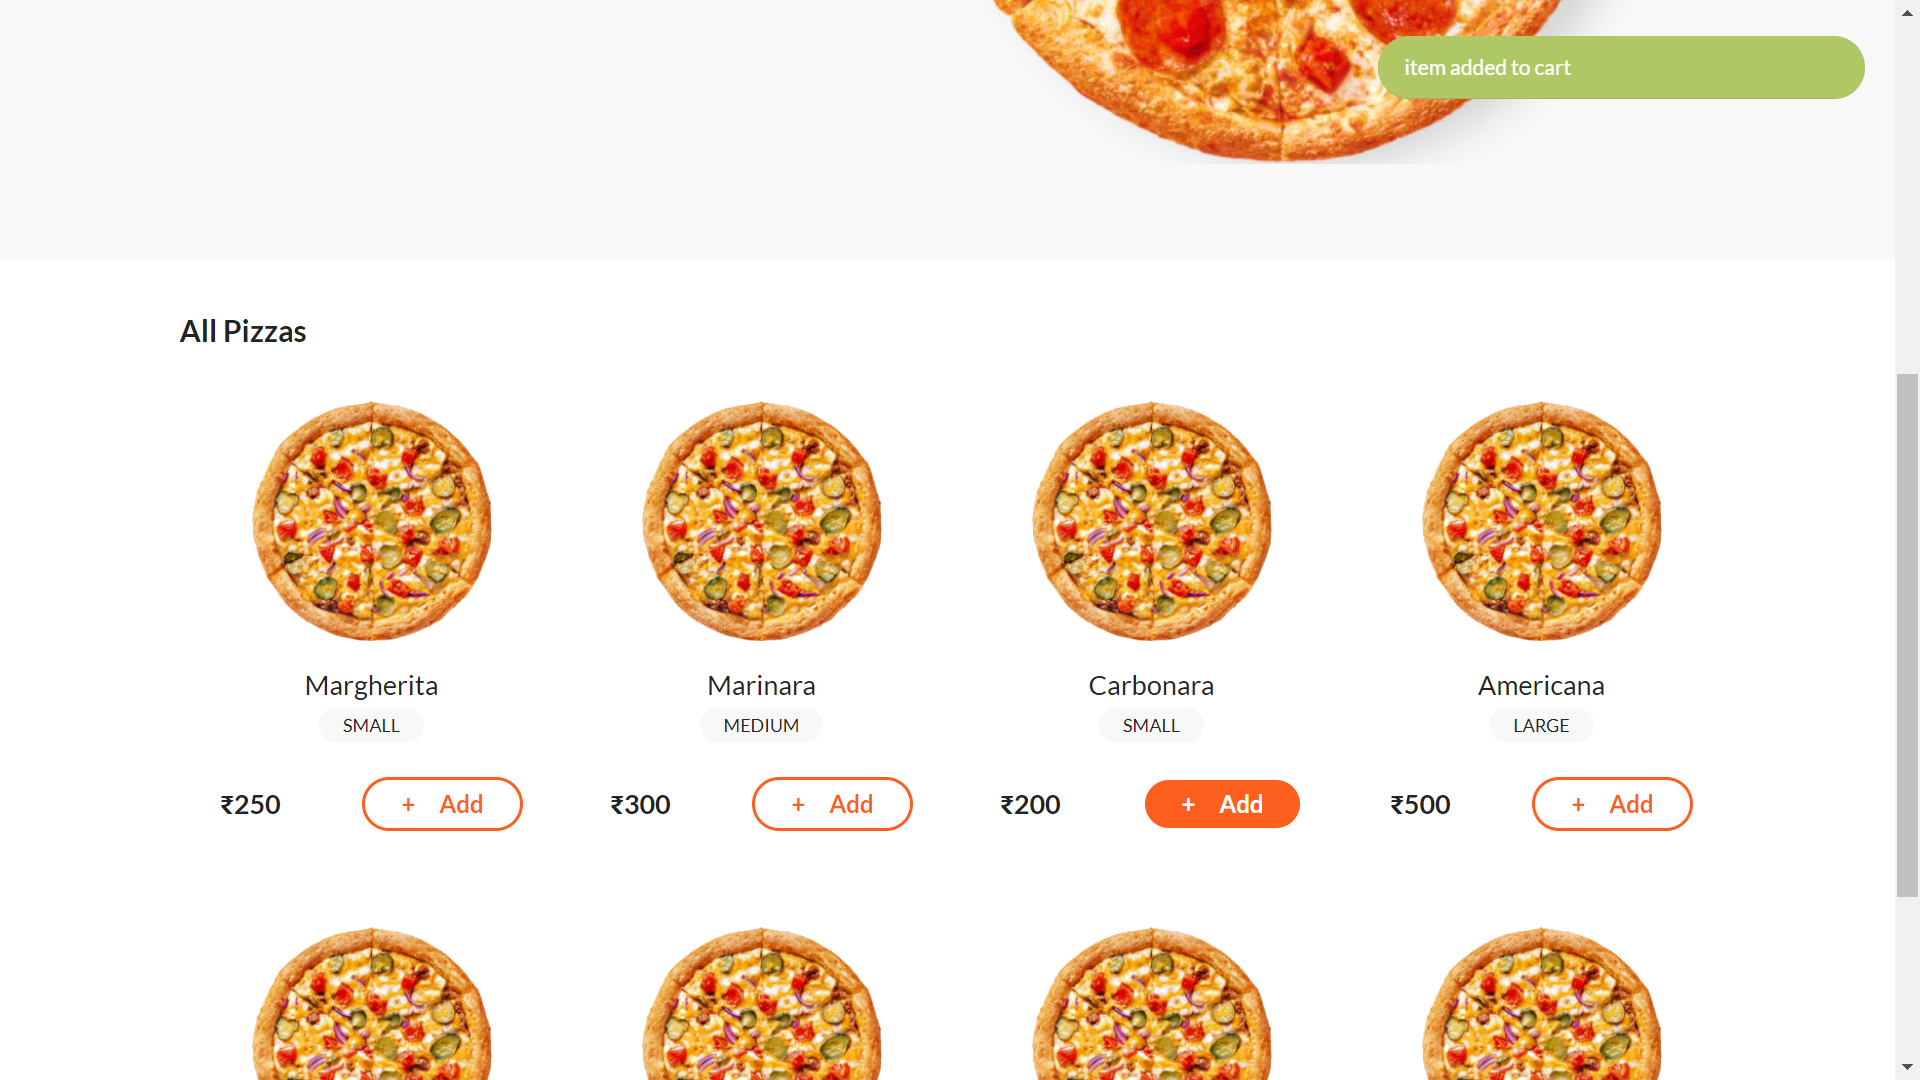 item added to cart
All Pizzas
Margherita
SMALL
₹250
+ Add
Marinara
MEDIUM
₹300
+ Add
Carbonara
SMALL
₹200
+ Add
Americana
LARGE
₹500
+ Add